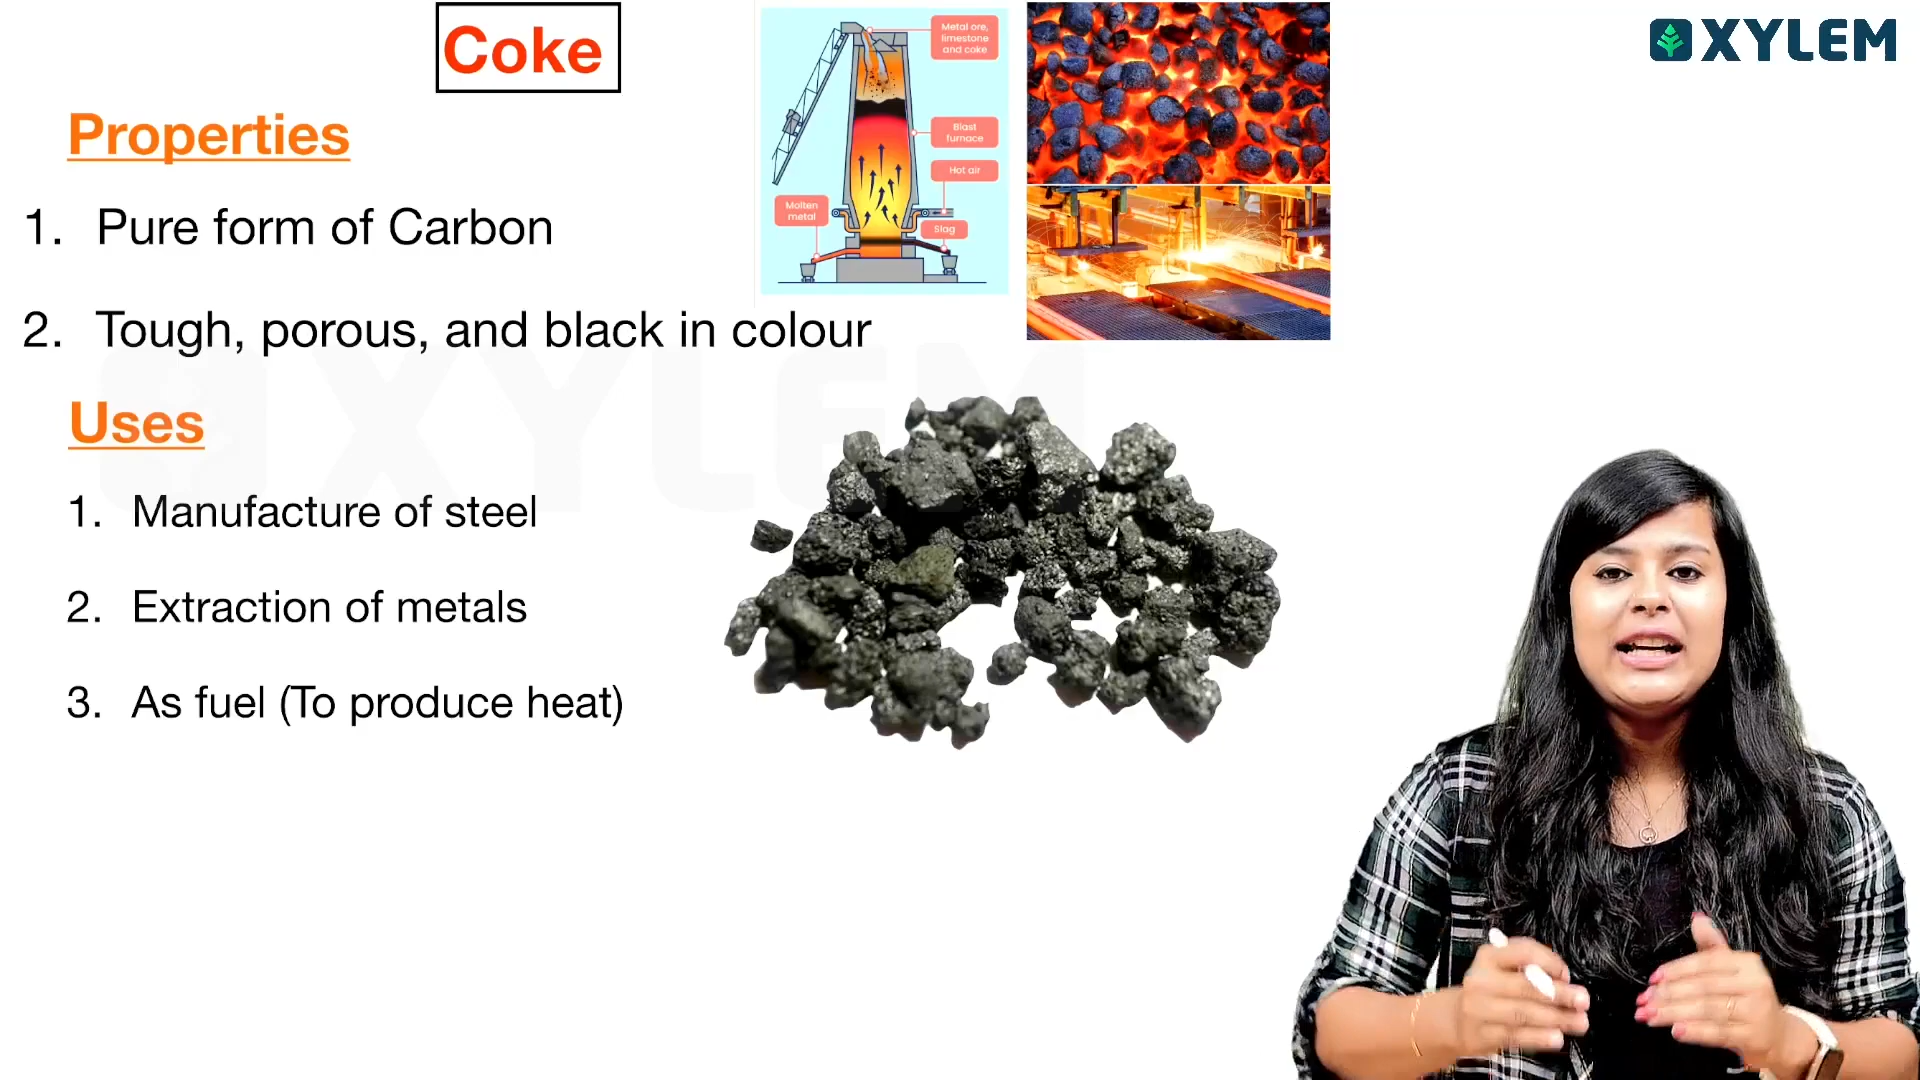 Coke
XYLEM
Metal ore,
limestone
and coke
Blast
furnace
Hot air
Molten
metal
Slag
Properties
1. Pure form of Carbon
2. Tough, porous, and black in colour
Uses
1. Manufacture of steel
2. Extraction of metals
3. As fuel (To produce heat)
XYLEM